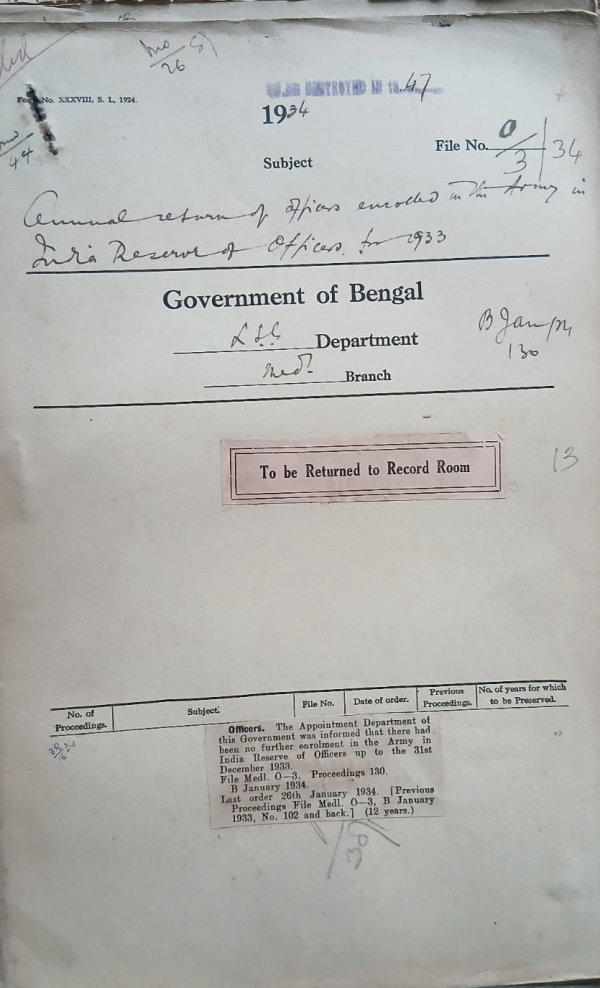 No 51
26
TO BE DESTROYED IN 19 47
No. XXXVIII, S. I., 1924.
1934
File No. O/3 34
44
Subject
Annual return of officers enrolled in the Army in
India Reserve of Officers, for 1933
Government of Bengal
L.S.G. Department
Medl. Branch
B Jan
130
To be Returned to Record Room
13
No. of Proceedings. Subject. File No. Date of order. Previous Proceedings. No. of years for which to be Preserved.
Officers. The Appointment Department of
this Government was informed that there had
been no further enrolment in the Army in
India Reserve of Officers up to the 31st
December 1933.
File Medl. O—3. Proceedings 130.
B January 1934.
Last order 26th January 1934. [Previous
Proceedings File Medl. O—3, B January
1933, No. 102 and back.] (12 years.)